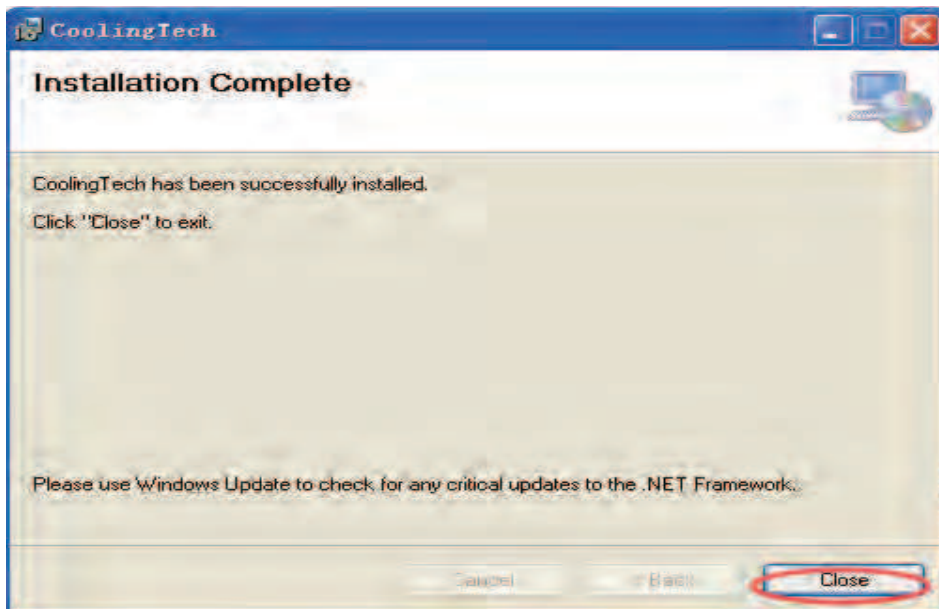 CoolingTech
Installation Complete
CoolingTech has been successfully installed.
Click "Close" to exit.
Please use Windows Update to check for any critical updates to the .NET Framework.
Cancel
< Back
Close